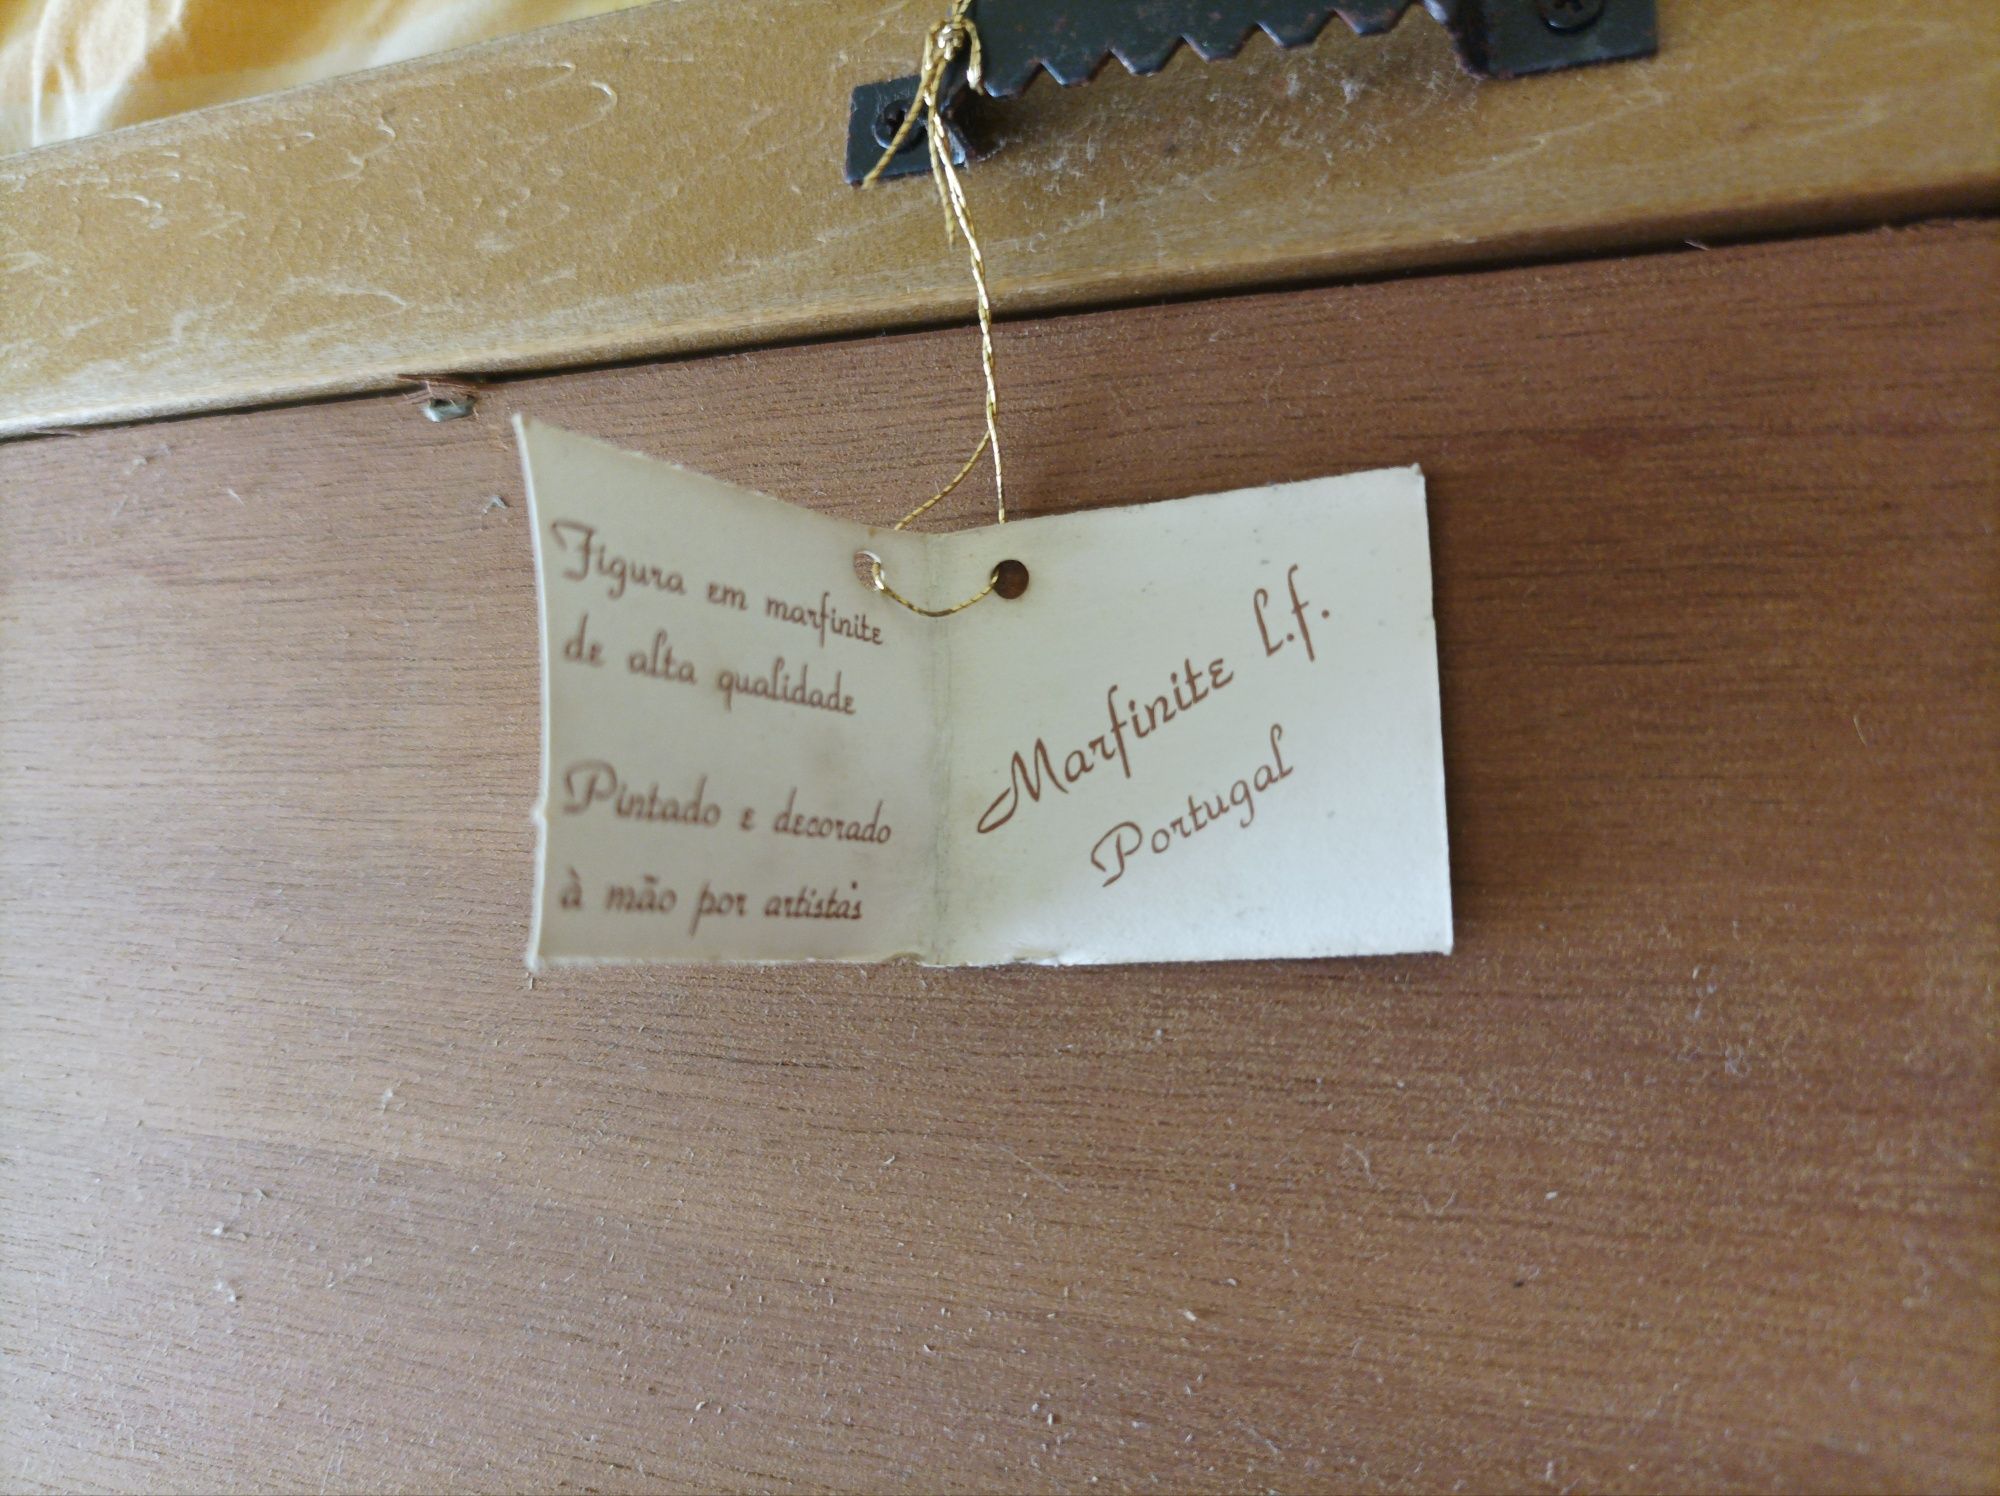 Figura em marfinite
de alta qualidade
Pintado e decorado
à mão por artistas
Marfinite L.f.
Portugal